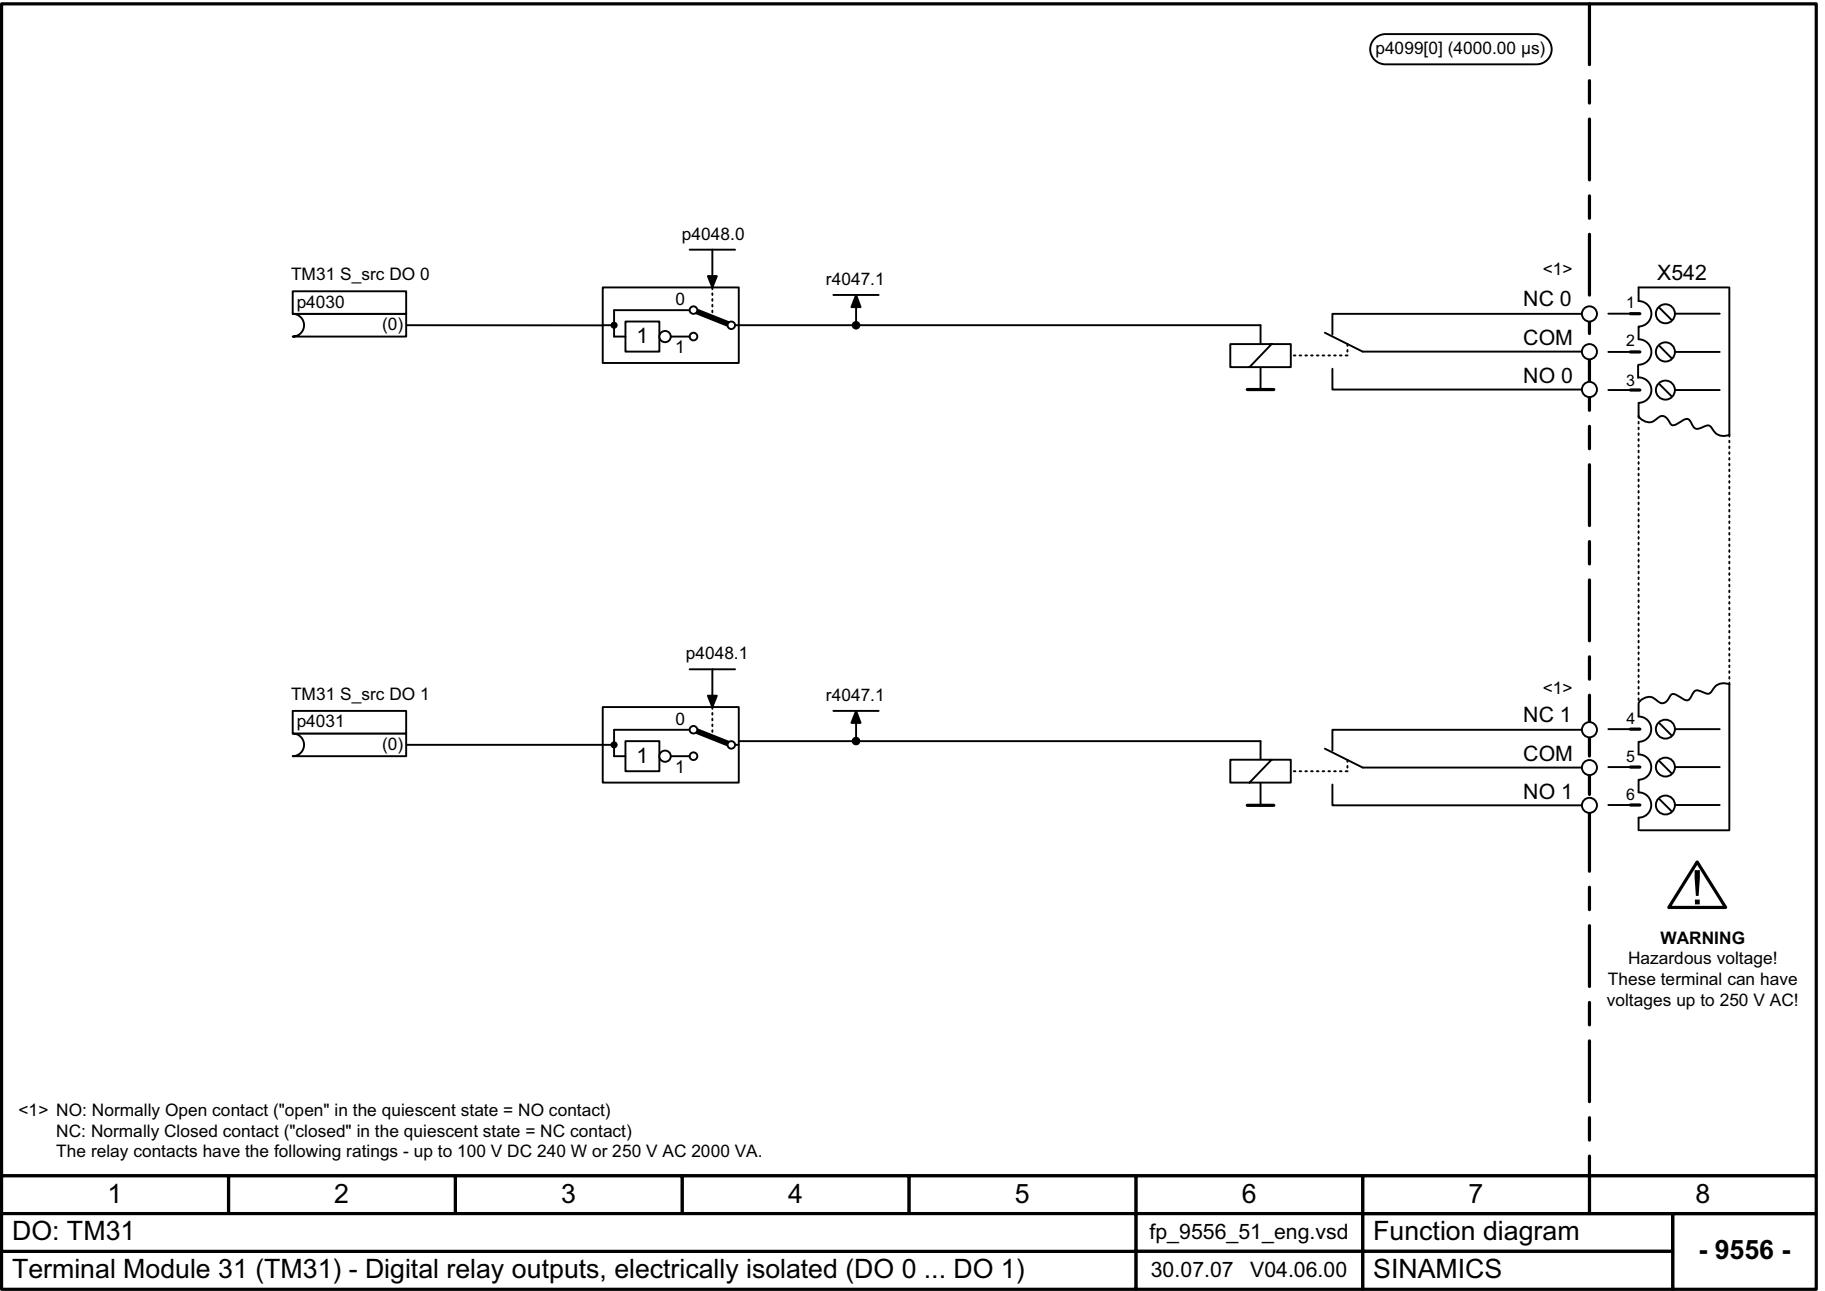 p4099[0] (4000.00 µs)
p4048.0
TM31 S_src DO 0
p4030
(0)
0
1
1
r4047.1
<1>
NC 0
COM
NO 0
X542
1
2
3
p4048.1
TM31 S_src DO 1
p4031
(0)
0
1
1
r4047.1
<1>
NC 1
COM
NO 1
4
5
6
WARNING
Hazardous voltage!
These terminal can have
voltages up to 250 V AC!
<1> NO: Normally Open contact ("open" in the quiescent state = NO contact)
NC: Normally Closed contact ("closed" in the quiescent state = NC contact)
The relay contacts have the following ratings - up to 100 V DC 240 W or 250 V AC 2000 VA.
1 2 3 4 5 6 7 8
DO: TM31 fp_9556_51_eng.vsd Function diagram
- 9556 -
Terminal Module 31 (TM31) - Digital relay outputs, electrically isolated (DO 0 ... DO 1) 30.07.07 V04.06.00 SINAMICS